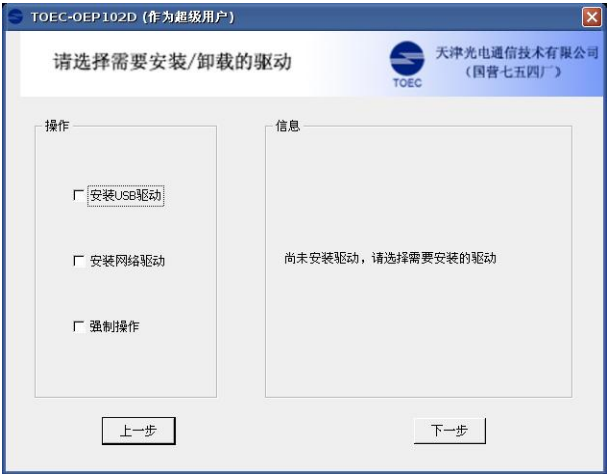 TOEC-OEP102D (作为超级用户)
请选择需要安装/卸载的驱动
TOEC
天津光电通信技术有限公司
(国营七五四厂)
操作
安装USB驱动
安装网络驱动
强制操作
信息
尚未安装驱动，请选择需要安装的驱动
上一步
下一步